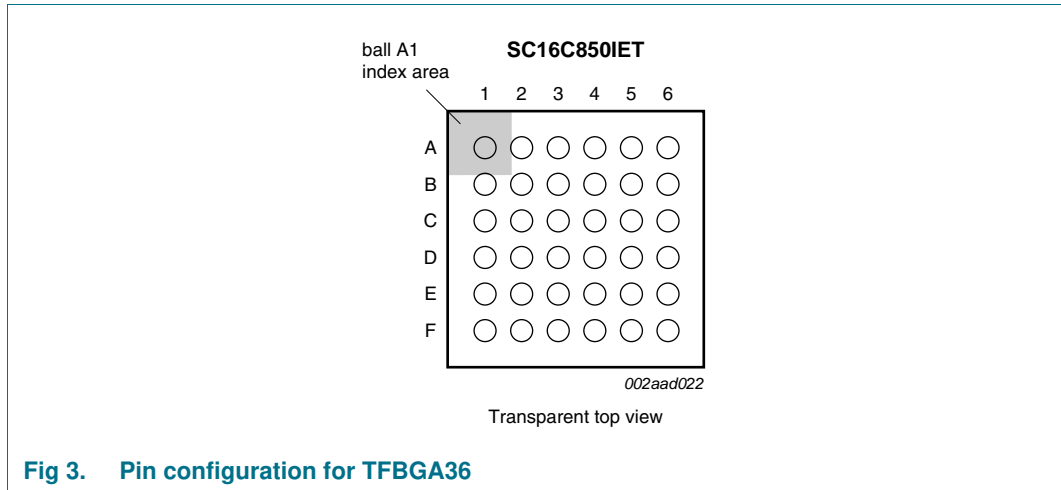 ball A1
index area
SC16C850IET
1 2 3 4 5 6
A
B
C
D
E
F
002aad022
Transparent top view
Fig 3. Pin configuration for TFBGA36